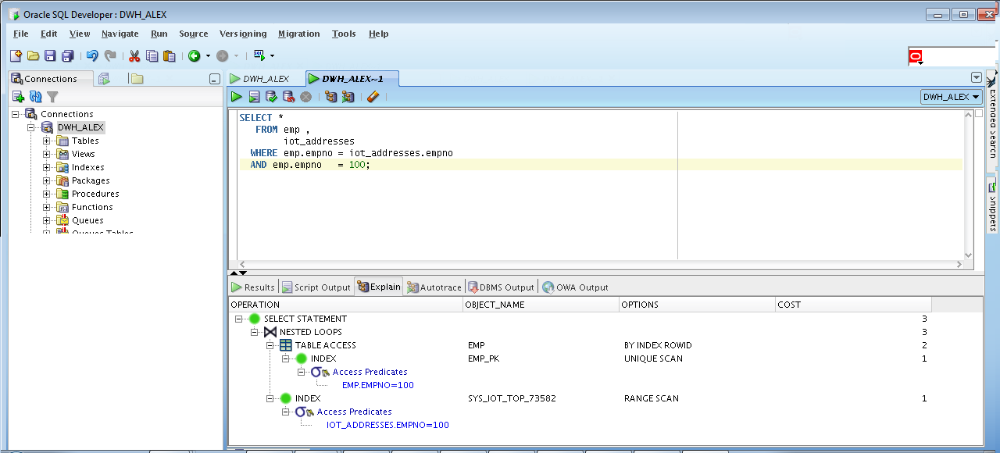 Oracle SQL Developer : DWH_ALEX
File Edit View Navigate Run Source Versioning Migration Tools Help
Connections
DWH_ALEX
DWH_ALEX~1
DWH_ALEX
Connections
DWH_ALEX
Tables
Views
Indexes
Packages
Procedures
Functions
Queues
Queues Tables
SELECT *
FROM emp ,
iot_addresses
WHERE emp.empno = iot_addresses.empno
AND emp.empno = 100;
Extended Search
Snippets
Results Script Output Explain Autotrace DBMS Output OWA Output
OPERATION OBJECT_NAME OPTIONS COST
SELECT STATEMENT 3
NESTED LOOPS 3
TABLE ACCESS EMP BY INDEX ROWID 2
INDEX EMP_PK UNIQUE SCAN 1
Access Predicates
EMP.EMPNO=100
INDEX SYS_IOT_TOP_73582 RANGE SCAN 1
Access Predicates
IOT_ADDRESSES.EMPNO=100